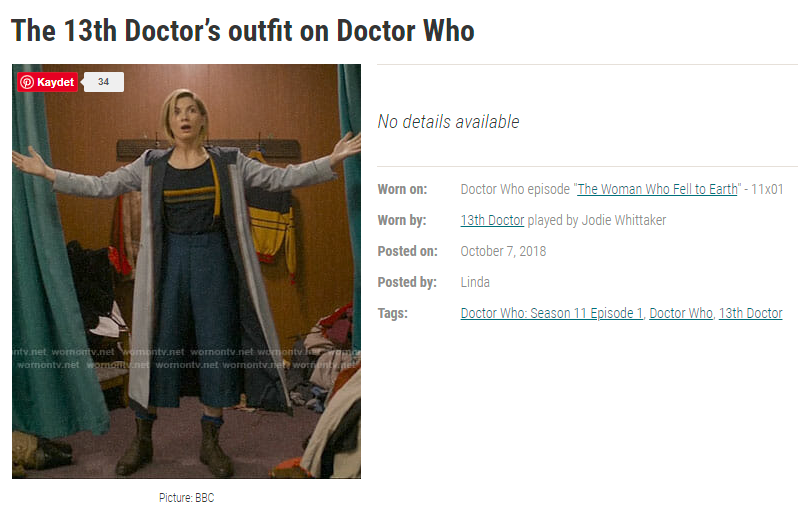 The 13th Doctor’s outfit on Doctor Who
Kaydet
34
No details available
Worn on: Doctor Who episode "The Woman Who Fell to Earth" - 11x01
Worn by: 13th Doctor played by Jodie Whittaker
Posted on: October 7, 2018
Posted by: Linda
Tags: Doctor Who: Season 11 Episode 1, Doctor Who, 13th Doctor
wornontv.net wornontv.net wornontv.net wornontv.net
wornontv.net wornontv.net wornontv.net wornontv.net wornontv.net
Picture: BBC